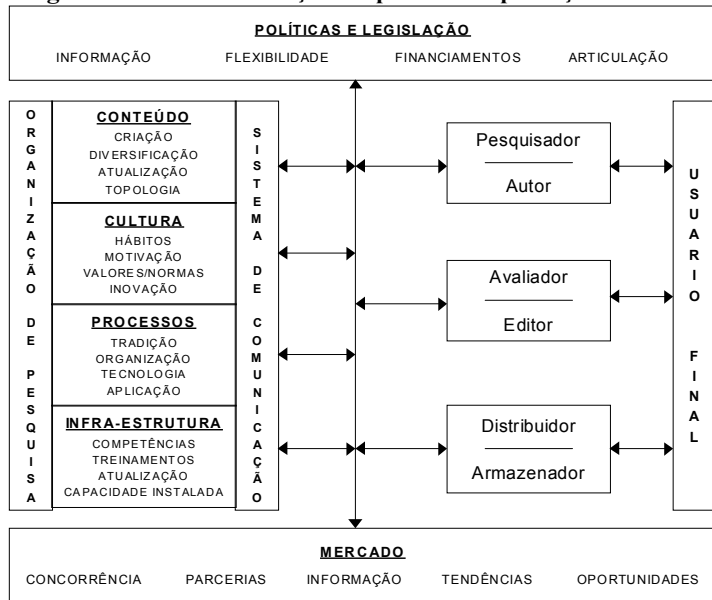 POLÍTICAS E LEGISLAÇÃO
INFORMAÇÃO FLEXIBILIDADE FINANCIAMENTOS ARTICULAÇÃO
ORGANIZAÇÃO DE PESQUISA
CONTEÚDO
CRIAÇÃO
DIVERSIFICAÇÃO
ATUALIZAÇÃO
TOPOLOGIA
CULTURA
HÁBITOS
MOTIVAÇÃO
VALORES/NORMAS
INOVAÇÃO
PROCESSOS
TRADIÇÃO
ORGANIZAÇÃO
TECNOLOGIA
APLICAÇÃO
INFRA-ESTRUTURA
COMPETÊNCIAS
TREINAMENTOS
ATUALIZAÇÃO
CAPACIDADE INSTALADA
SISTEMA DE COMUNICAÇÃO
Pesquisador
Autor
Avaliador
Editor
Distribuidor
Armazenador
USUARIO FINAL
MERCADO
CONCORRÊNCIA PARCERIAS INFORMAÇÃO TENDÊNCIAS OPORTUNIDADES